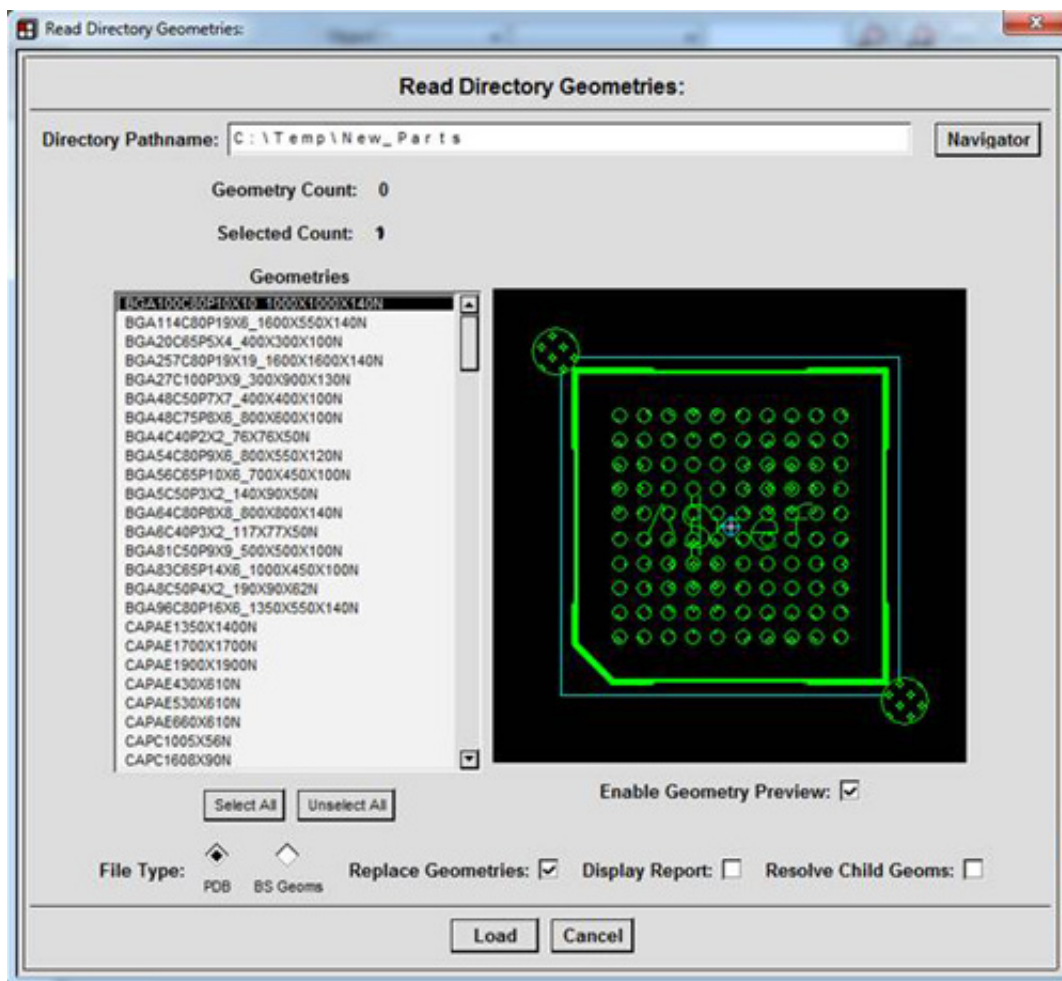 Read Directory Geometries:
Read Directory Geometries:
Directory Pathname: C:\Temp\New_Parts Navigator
Geometry Count: 0
Selected Count: 1
Geometries
BGA100C80P10X10_1000X1000X140N
BGA114C80P19X6_1600X550X140N
BGA20C65P5X4_400X300X100N
BGA257C80P19X19_1600X1600X140N
BGA27C100P3X9_300X900X130N
BGA48C50P7X7_400X400X100N
BGA48C75P8X6_800X600X100N
BGA4C40P2X2_76X76X50N
BGA54C80P9X6_800X550X120N
BGA56C65P10X6_700X450X100N
BGA5C50P3X2_140X90X50N
BGA64C80P8X8_800X800X140N
BGA6C40P3X2_117X77X50N
BGA81C50P9X9_500X500X100N
BGA83C65P14X6_1000X450X100N
BGA8C50P4X2_190X90X62N
BGA96C80P16X6_1350X550X140N
CAPAE1350X1400N
CAPAE1700X1700N
CAPAE1900X1900N
CAPAE430X610N
CAPAE530X610N
CAPAE660X610N
CAPC1005X56N
CAPC1608X90N
Enable Geometry Preview:
Select All Unselect All
File Type: PDB BS Geoms Replace Geometries: Display Report: Resolve Child Geoms:
Load Cancel